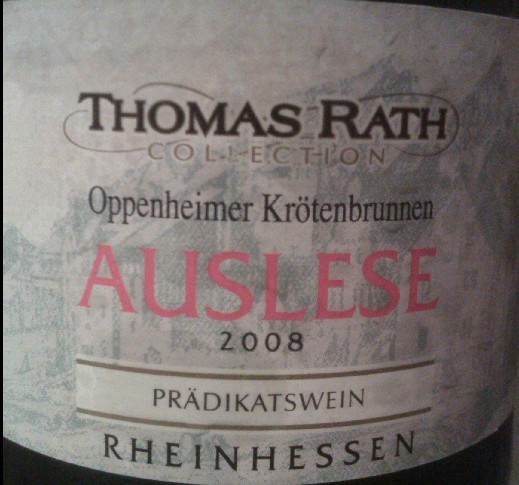 THOMAS RATH
COLLECTION
Oppenheimer Krötenbrunnen
AUSLESE
2008
PRÄDIKATSWEIN
RHEINHESSEN